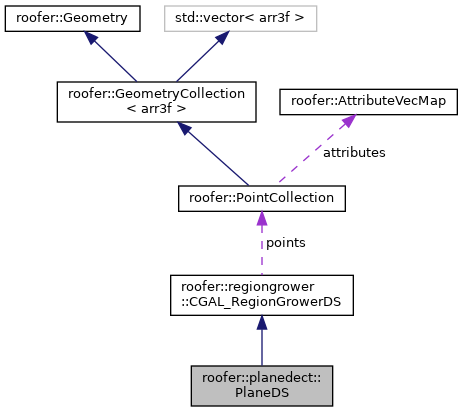 roofer::Geometry
std::vector< arr3f >
roofer::GeometryCollection
< arr3f >
roofer::AttributeVecMap
attributes
roofer::PointCollection
points
roofer::regiongrower
::CGAL_RegionGrowerDS
roofer::planedect::
PlaneDS